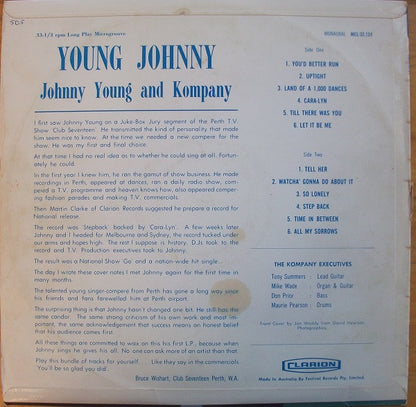 505
33-1/3 rpm Long Play Microgroove
MONAURAL MCL-32,134
YOUNG JOHNNY
Johnny Young and Kompany
I first saw Johnny Young on a Juke-Box Jury segment of the Perth T.V.
Show Club Seventeen. He transmitted the kind of personality that made
him seem nice to know. At the time we needed a new compere for the
show. He was my first and final choice.
At that time I had no real idea as to whether he could sing at all. Fortun-
ately he could.
In the first year I knew him, he ran the gamut of show business. He made
recordings in Perth, appeared at dances, ran a daily radio show, com-
pered a T.V. programme and heaven knows how, also appeared comper-
ing fashion parades and making T.V. commercials.
Then Martin Clarke of Clarion Records suggested he prepare a record for
National release.
The record was Stepback backed by Cara-Lyn. A few weeks later
Johnny and I headed for Melbourne and Sydney, the record tucked under
our arms and hopes high. The rest I suppose is history. D.Js took to the
record and T.V. Production executives took to Johnny.
The result was a National Show 'Go' and a nation-wide hit single...
The day I wrote these cover notes I met Johnny again for the first time in
many months.
The talented young singer-compere from Perth has gone a long way since
his friends and fans farewelled him at Perth airport.
The surprising thing is that Johnny hasn't changed one bit. He still has the
same candor. The same strong criticism of his own work and most im-
portant, the same acknowledgement that success means an honest belief
that his audience comes first.
All these things are committed to wax on this his first L.P., because when
Johnny sings he gives his all. No one can ask more of an artist than that.
Play this bundle of tracks for yourself.... Like they say in the commercials
'You'll be so glad you did'.
Bruce Wishart, Club Seventeen Perth, W.A.
Side One
1. YOU'D BETTER RUN
2. UPTIGHT
3. LAND OF A 1,000 DANCES
4. CARA-LYN
5. TILL THERE WAS YOU
6. LET IT BE ME
Side Two
1. TELL HER
2. WATCHA' GONNA DO ABOUT IT
3. SO LONELY
4. STEP BACK
5. TIME IN BETWEEN
6. ALL MY SORROWS
THE KOMPANY EXECUTIVES
Tony Summers : Lead Guitar
Mike Wade : Organ & Guitar
Don Prior : Bass
Maurie Pearson : Drums
Front Cover By Jon Waddy from David Hewison
Photographics.
CLARION
Made In Australia By Festival Records Pty. Limited.